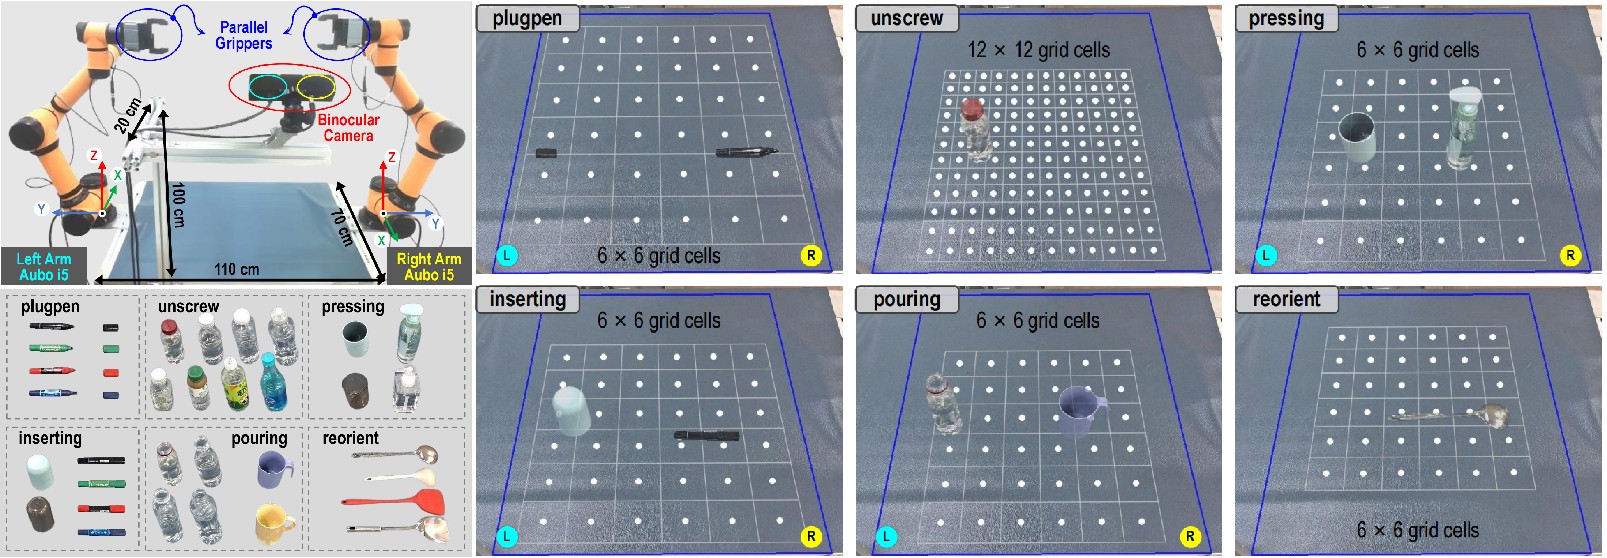 Parallel
Grippers
Binocular
Camera
20 cm
Z
X
Y
100 cm
Z
Y
X
70 cm
110 cm
Left Arm
Aubo i5
Right Arm
Aubo i5
plugpen
6 × 6 grid cells
L
R
unscrew
12 × 12 grid cells
pressing
6 × 6 grid cells
L
R
plugpen
unscrew
pressing
inserting
pouring
reorient
inserting
6 × 6 grid cells
L
R
pouring
6 × 6 grid cells
L
R
reorient
6 × 6 grid cells